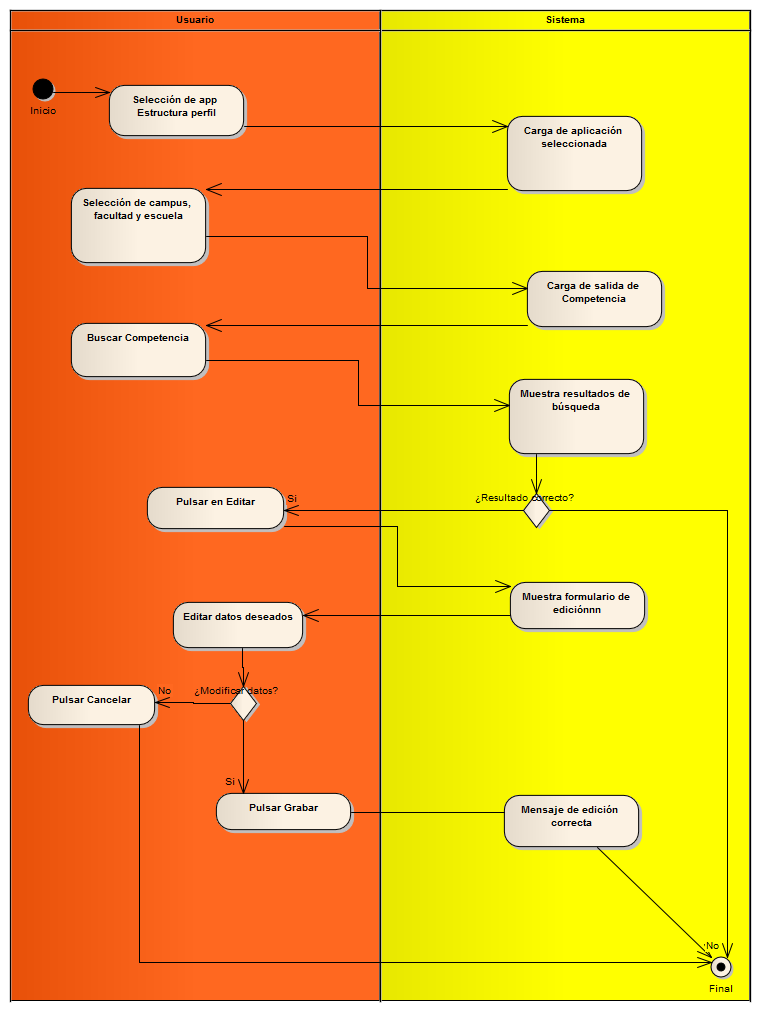 Usuario
Sistema
Inicio
Selección de app
Estructura perfil
Carga de aplicación
seleccionada
Selección de campus,
facultad y escuela
Carga de salida de
Competencia
Buscar Competencia
Muestra resultados de
búsqueda
¿Resultado correcto?
Si
Pulsar en Editar
Muestra formulario de
ediciónnn
Editar datos deseados
¿Modificar datos?
No
Pulsar Cancelar
Si
Pulsar Grabar
Mensaje de edición
correcta
No
Final